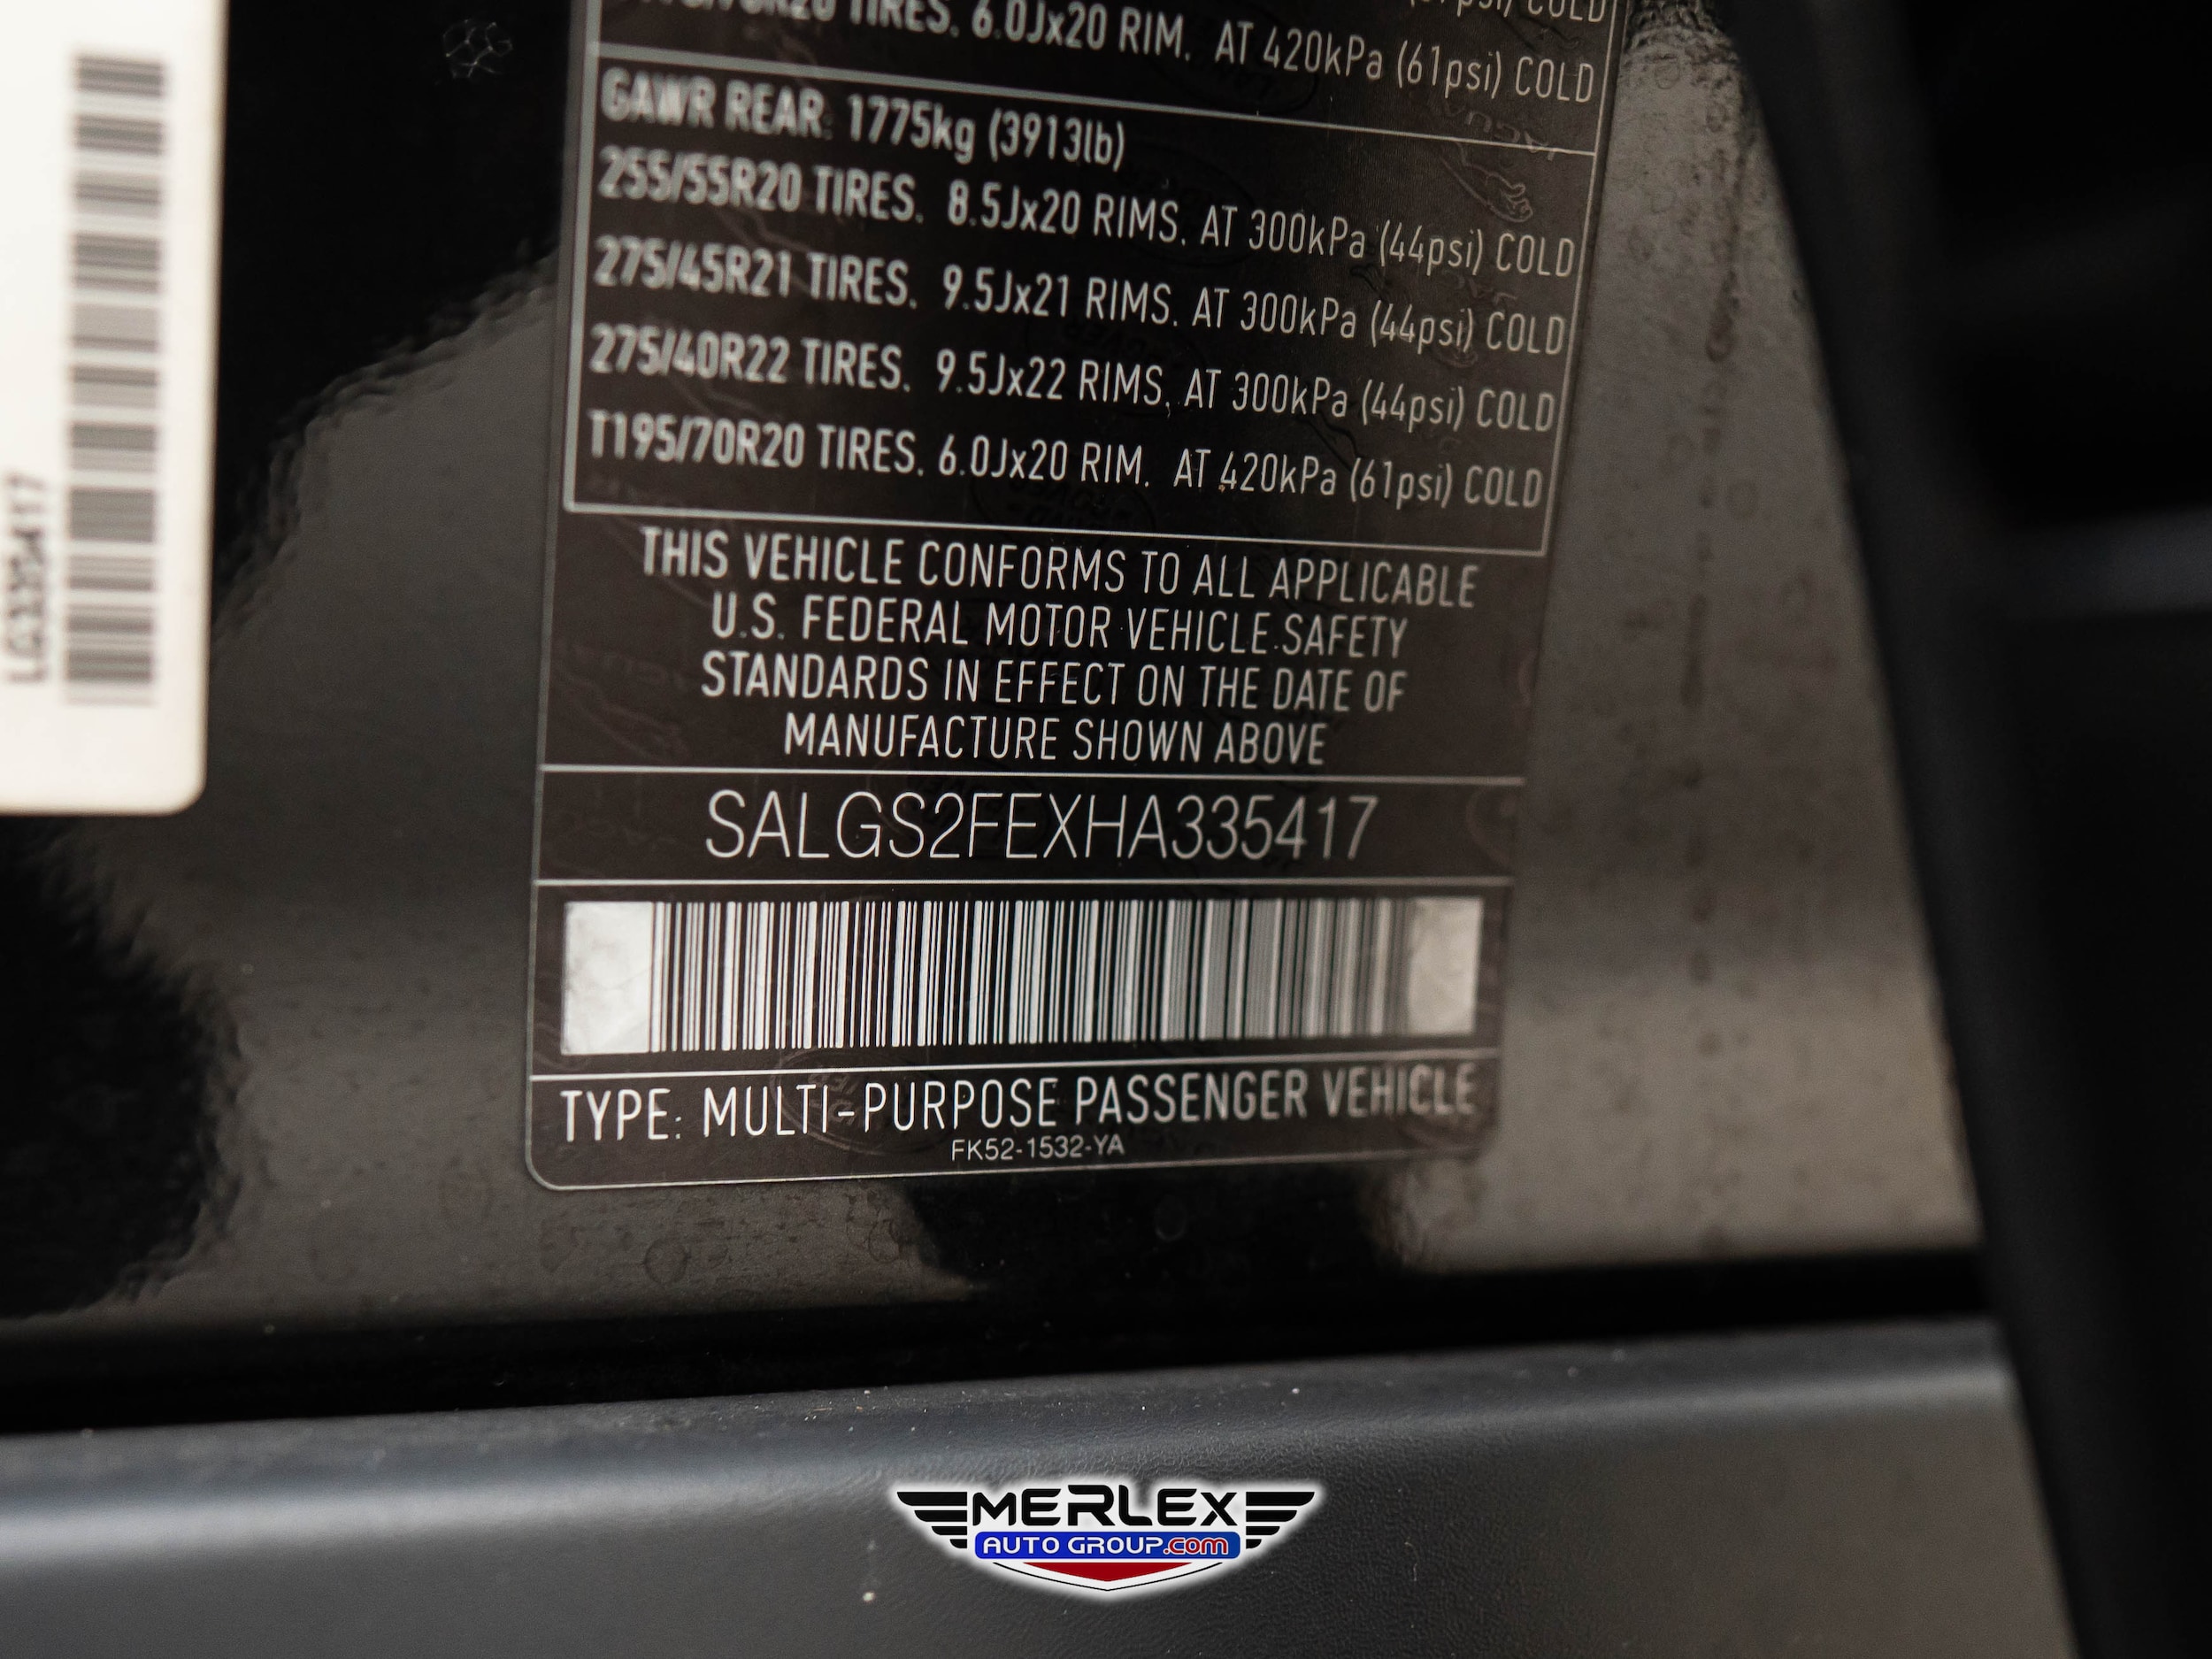 TIRES. 6.0Jx20 RIM. AT 420kPa (61psi) COLD
GAWR REAR: 1775kg (3913lb)
255/55R20 TIRES. 8.5Jx20 RIMS. AT 300kPa (44psi) COLD
275/45R21 TIRES. 9.5Jx21 RIMS. AT 300kPa (44psi) COLD
275/40R22 TIRES. 9.5Jx22 RIMS. AT 300kPa (44psi) COLD
T195/70R20 TIRES. 6.0Jx20 RIM. AT 420kPa (61psi) COLD
THIS VEHICLE CONFORMS TO ALL APPLICABLE
U.S. FEDERAL MOTOR VEHICLE SAFETY
STANDARDS IN EFFECT ON THE DATE OF
MANUFACTURE SHOWN ABOVE
SALGS2FEXHA335417
TYPE: MULTI-PURPOSE PASSENGER VEHICLE
FK52-1532-YA
MERLEX
AUTO GROUP.com